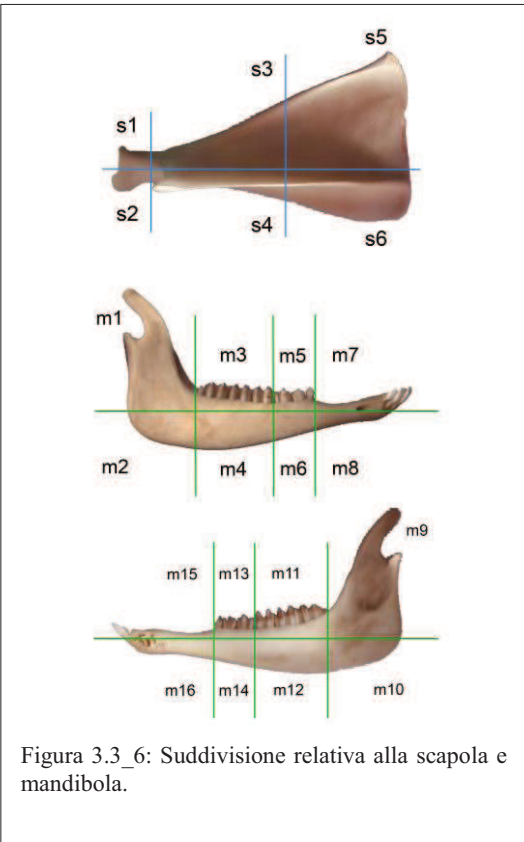 s5
s3
s1
s2
s4
s6
m1
m3 m5 m7
m2 m4 m6 m8
m9
m15 m13 m11
m16 m14 m12 m10
Figura 3.3_6: Suddivisione relativa alla scapola e
mandibola.